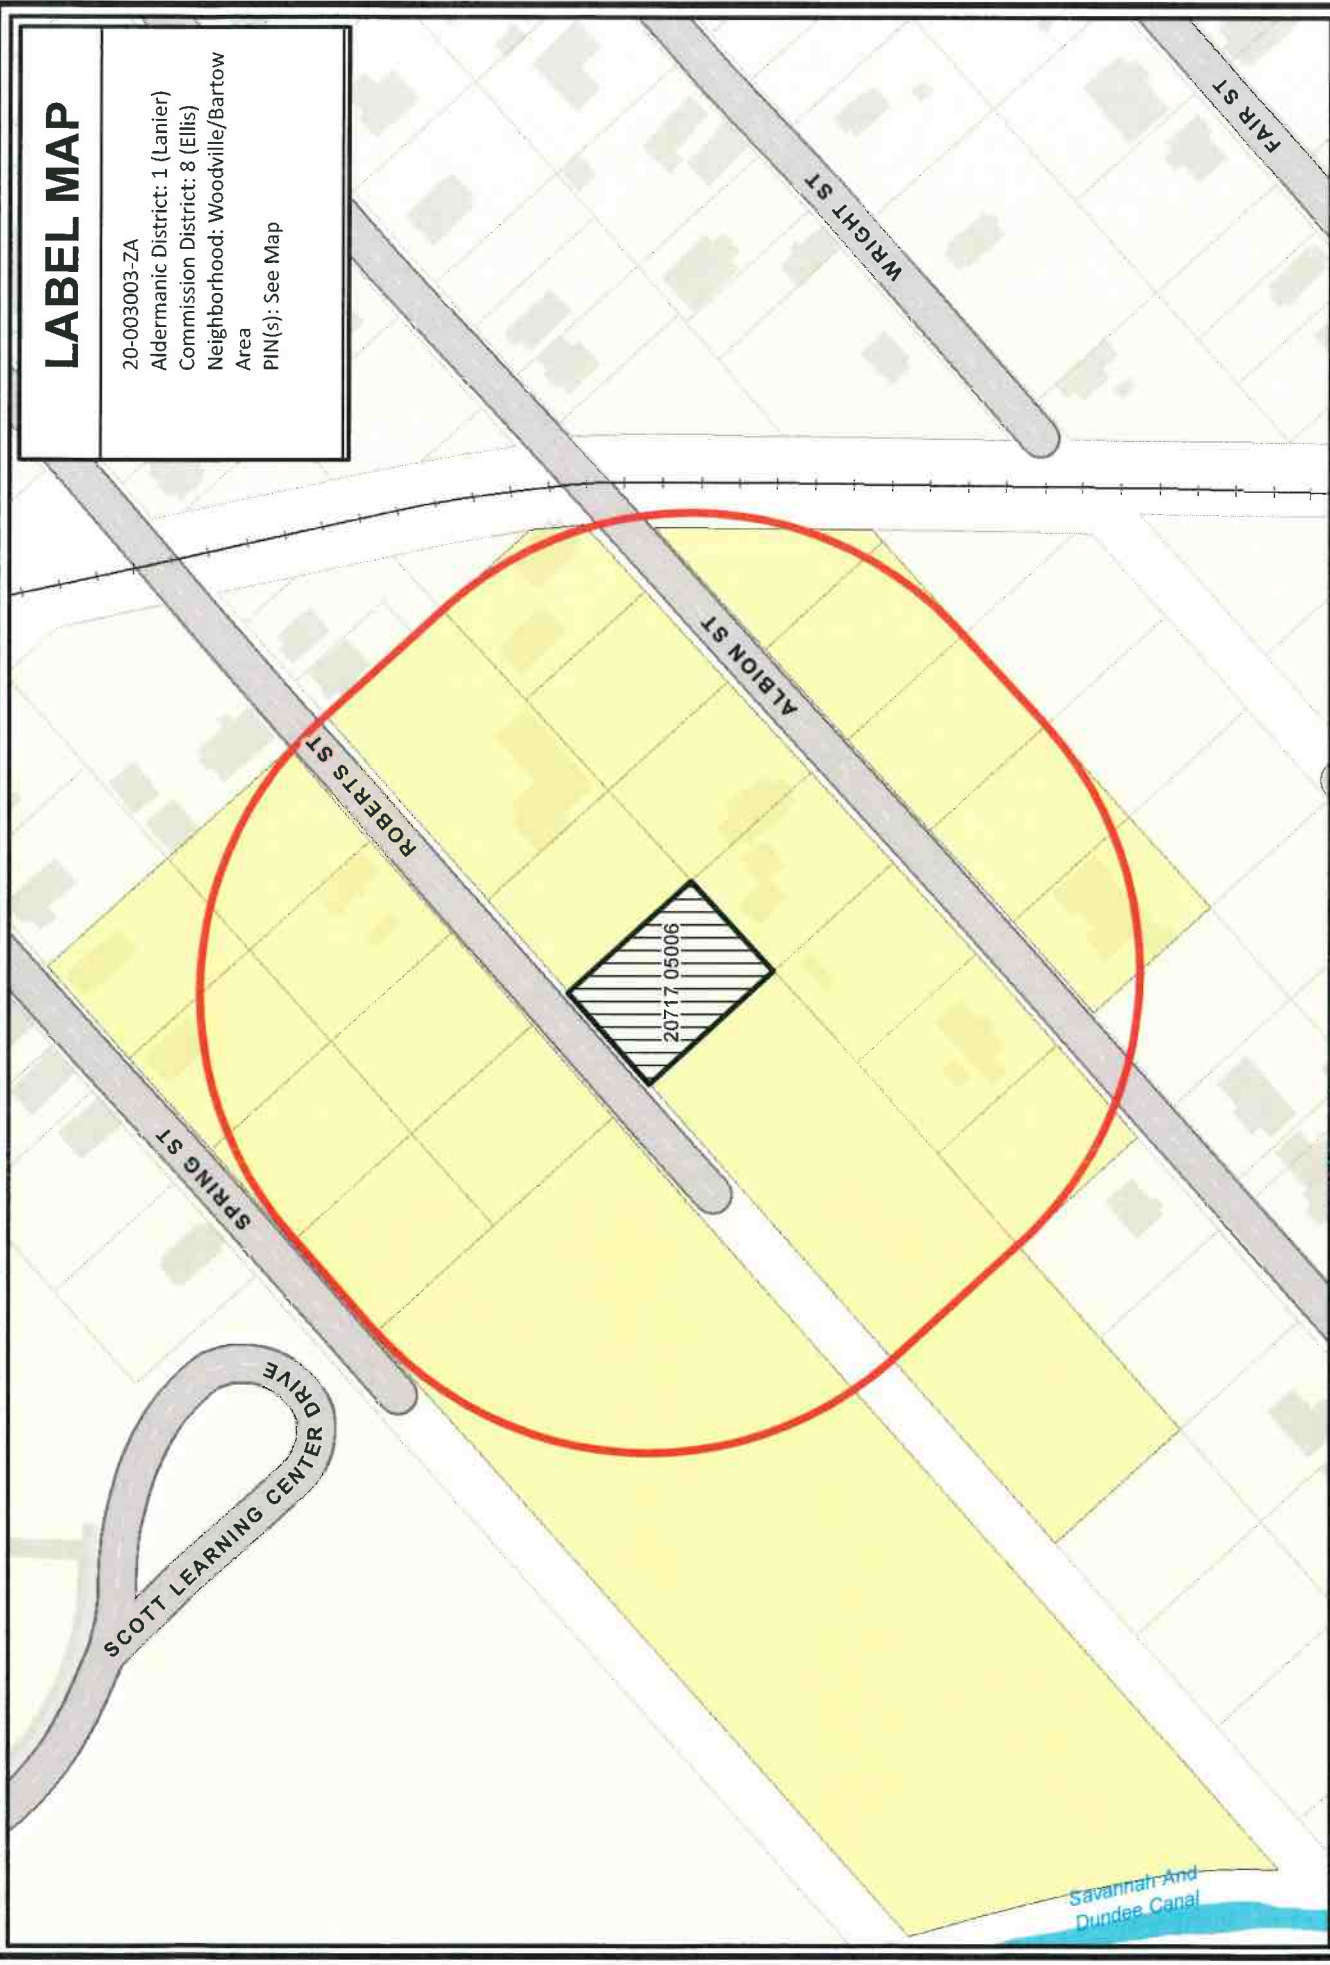 LABEL MAP
20-003003-ZA
Aldermanic District: 1 (Lanier)
Commission District: 8 (Ellis)
Neighborhood: Woodville/Bartow
Area
PIN(s): See Map
FAIR ST
WRIGHT ST
ALBION ST
ROBERTS ST
20717 05006
SPRING ST
SCOTT LEARNING CENTER DRIVE
Savannah And
Dundee Canal